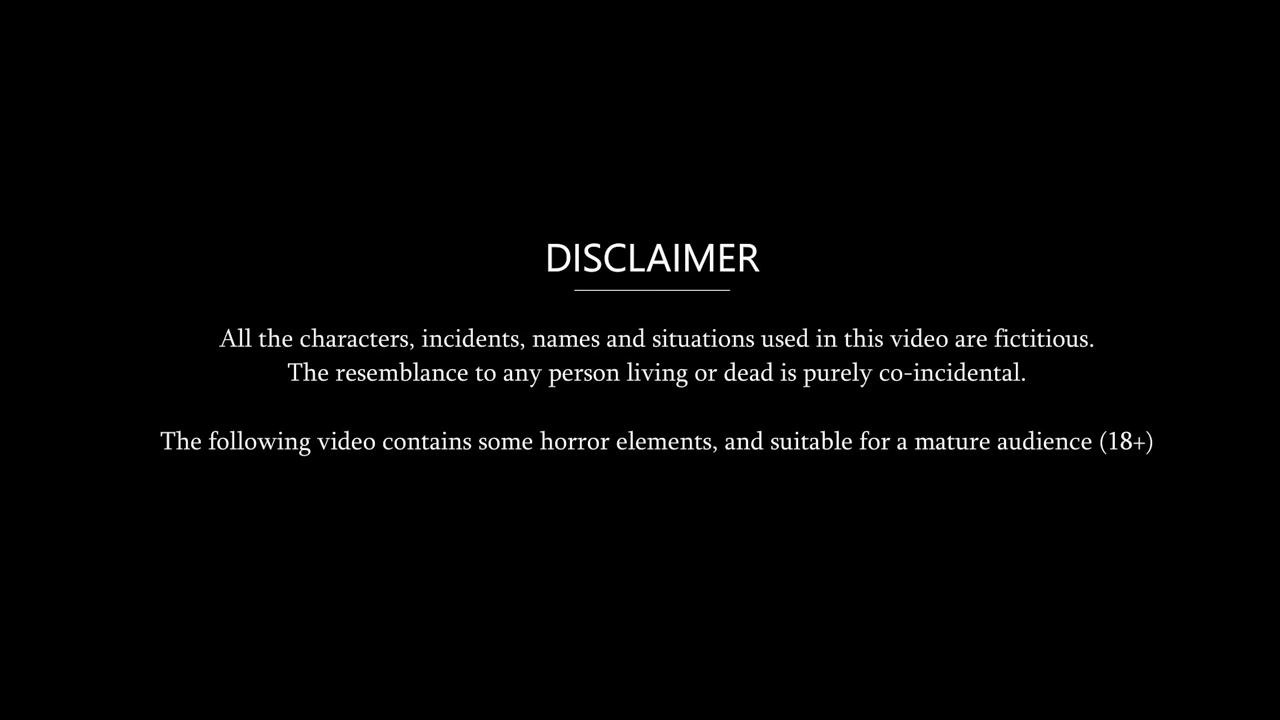 DISCLAIMER
All the characters, incidents, names and situations used in this video are fictitious.
The resemblance to any person living or dead is purely co-incidental.
The following video contains some horror elements, and suitable for a mature audience (18+)